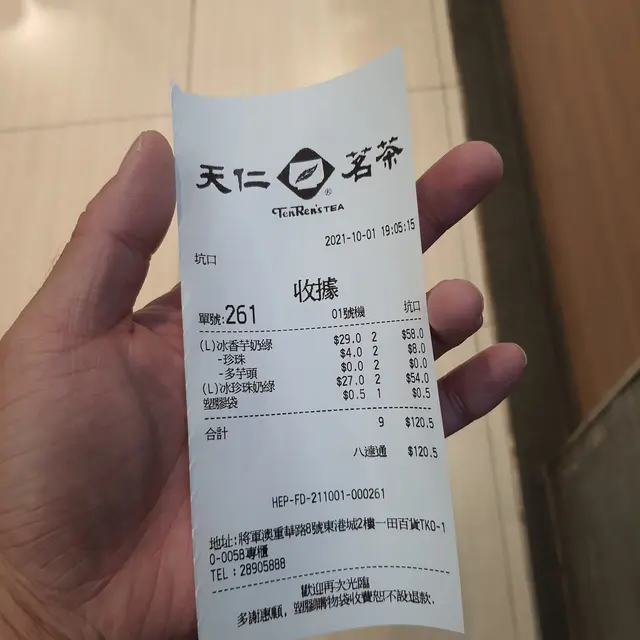 天仁茗茶
TenRen's TEA
2021-10-01 19:05:15
坑口
收據
單號:261 01號機 坑口
(L)冰香芋奶綠 $29.0 2 $58.0
-珍珠 $4.0 2 $8.0
-多芋頭 $0.0 2 $0.0
(L)冰珍珠奶綠 $27.0 2 $54.0
塑膠袋 $0.5 1 $0.5
合計 9 $120.5
八達通 $120.5
HEP-FD-211001-000261
地址:將軍澳重華路8號東港城2樓一田百貨TKO-1
0-005B專櫃
TEL：28905888
歡迎再次光臨
多謝惠顧，塑膠購物袋收費恕不設退款.